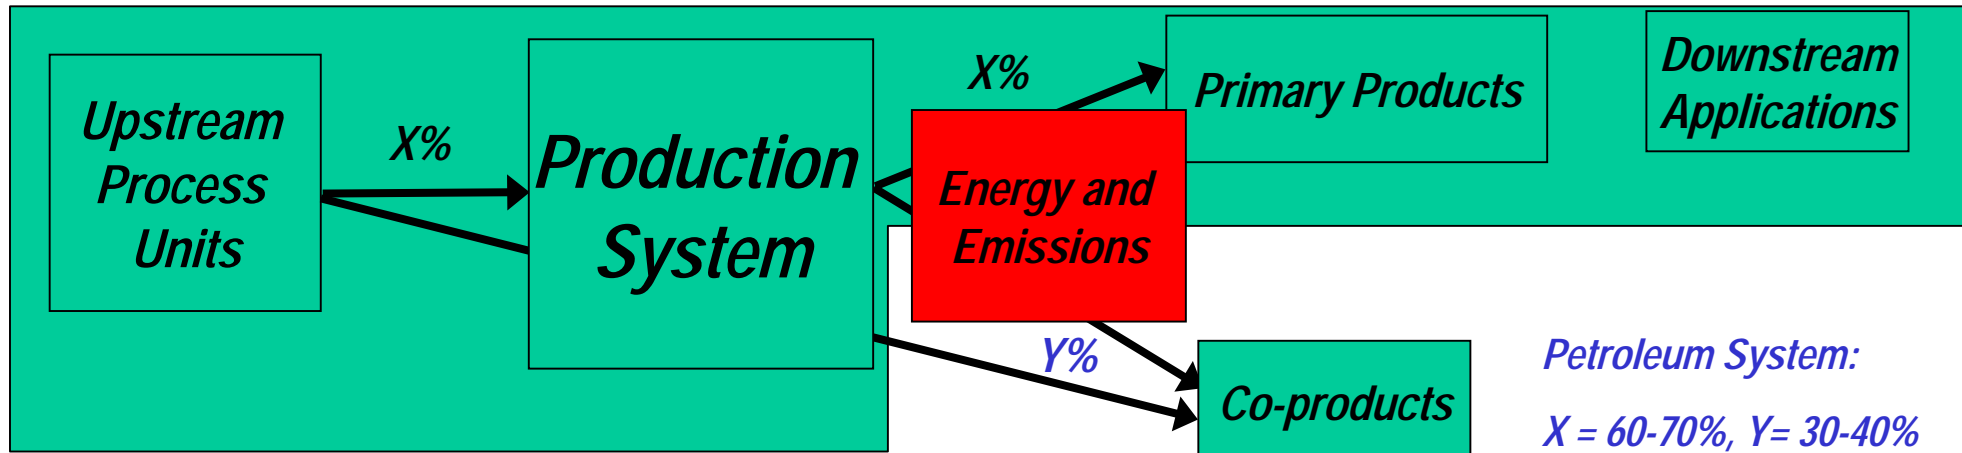 Upstream
Process
Units
X%
Production
System
X%
Energy and
Emissions
Primary Products
Downstream
Applications
Y%
Co-products
Petroleum System:
X = 60-70%, Y= 30-40%